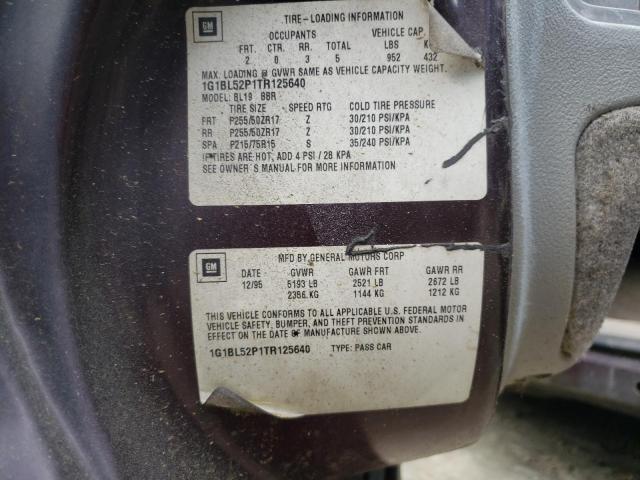 GM
TIRE-LOADING INFORMATION
OCCUPANTS VEHICLE CAP.
FRT. CTR. RR. TOTAL LBS
2 0 3 5 952 432
MAX. LOADING @ GVWR SAME AS VEHICLE CAPACITY WEIGHT.
1G1BL52P1TR125640
MODEL: BL19 BBR
TIRE SIZE SPEED RTG COLD TIRE PRESSURE
FRT P255/50ZR17 Z 30/210 PSI/KPA
RR P255/50ZR17 Z 30/210 PSI/KPA
SPA P215/75R15 S 35/240 PSI/KPA
IF TIRES ARE HOT, ADD 4 PSI / 28 KPA
SEE OWNER'S MANUAL FOR MORE INFORMATION
GM
MFD BY GENERAL MOTORS CORP
DATE GVWR GAWR FRT GAWR RR
12/95 5193 LB 2521 LB 2672 LB
2356 KG 1144 KG 1212 KG
THIS VEHICLE CONFORMS TO ALL APPLICABLE U.S. FEDERAL MOTOR
VEHICLE SAFETY, BUMPER, AND THEFT PREVENTION STANDARDS IN
EFFECT ON THE DATE OF MANUFACTURE SHOWN ABOVE.
1G1BL52P1TR125640 TYPE: PASS CAR